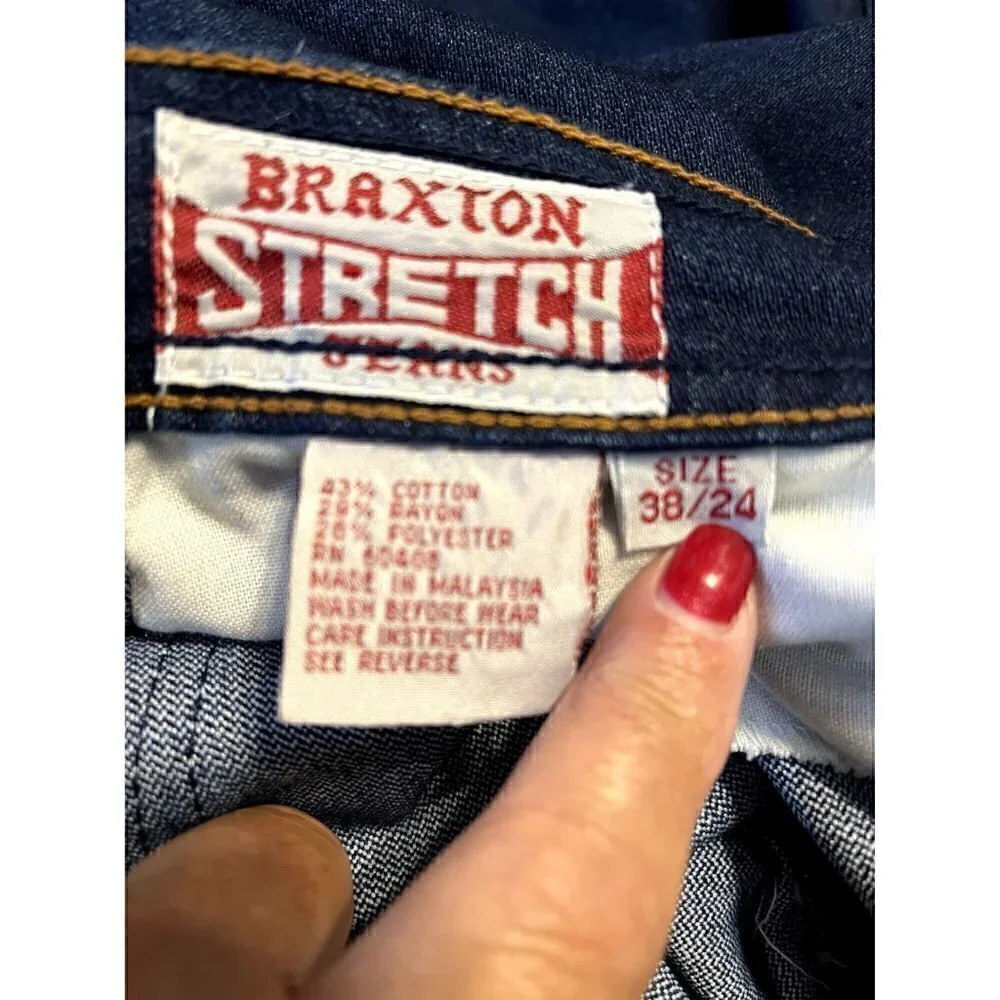 BRAXTON
STRETCH
JEANS
43% COTTON
29% RAYON
28% POLYESTER
RN 60408
MADE IN MALAYSIA
WASH BEFORE WEAR
CARE INSTRUCTION
SEE REVERSE
SIZE
38/24